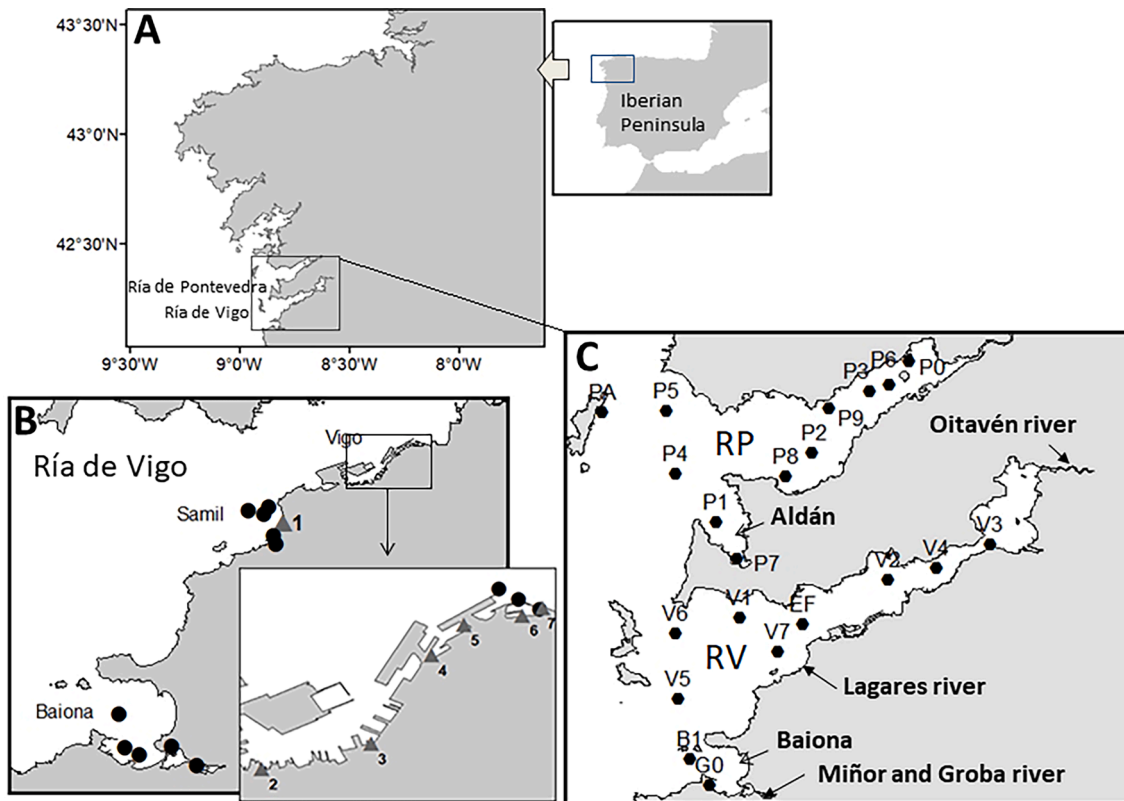 A
43°30'N
43°0'N
42°30'N
9°30'W
9°0'W
8°30'W
8°0'W
Ría de Pontevedra
Ría de Vigo
Iberian
Peninsula
B
Ría de Vigo
Vigo
Samil
1
Baiona
2
3
4
5
6
7
C
PA
P5
P3
P6
P0
P9
RP
P2
P4
P8
Oitavén river
P1
Aldán
P7
V3
V2
V4
V1
EF
V6
V7
RV
V5
Lagares river
B1
Baiona
G0
Miñor and Groba river